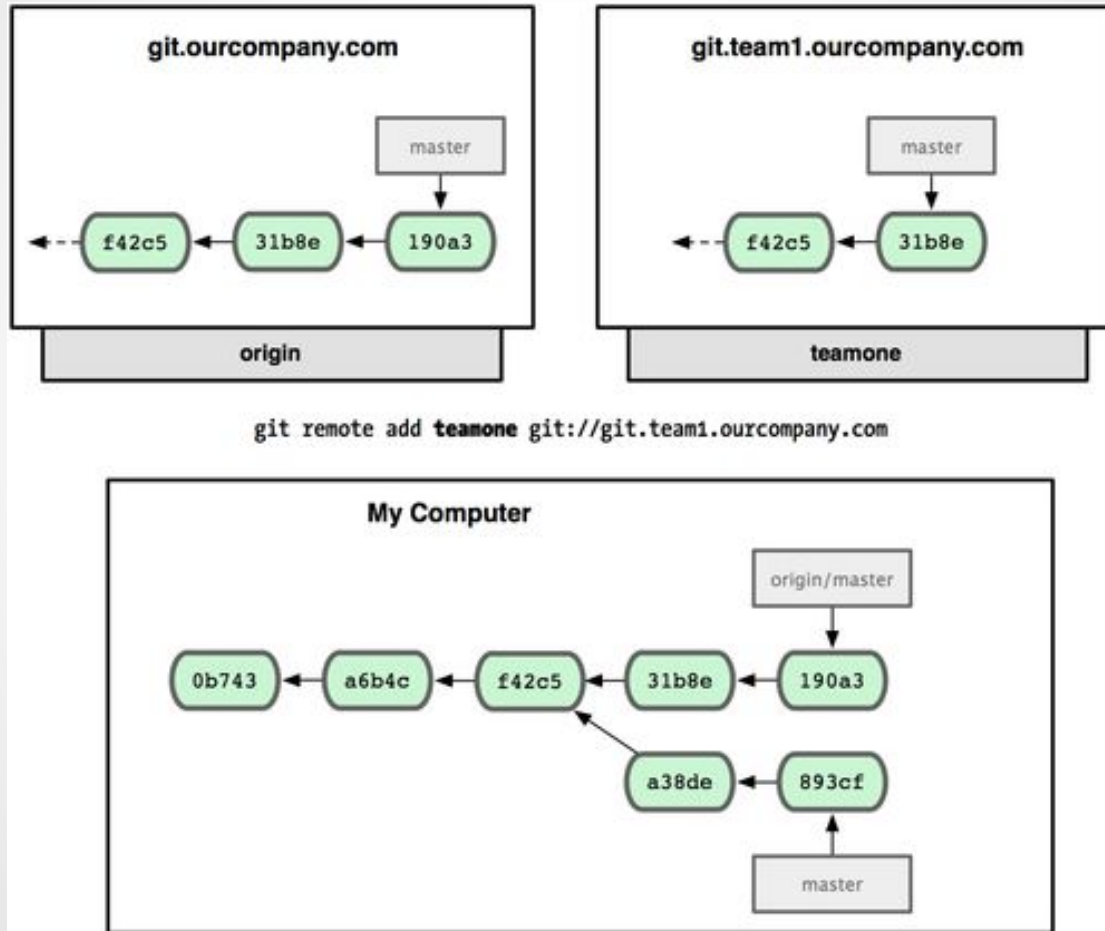 git.ourcompany.com
master
f42c5 31b8e 190a3
origin
git.team1.ourcompany.com
master
f42c5 31b8e
teamone
git remote add teamone git://git.team1.ourcompany.com
My Computer
origin/master
0b743 a6b4c f42c5 31b8e 190a3
a38de 893cf
master